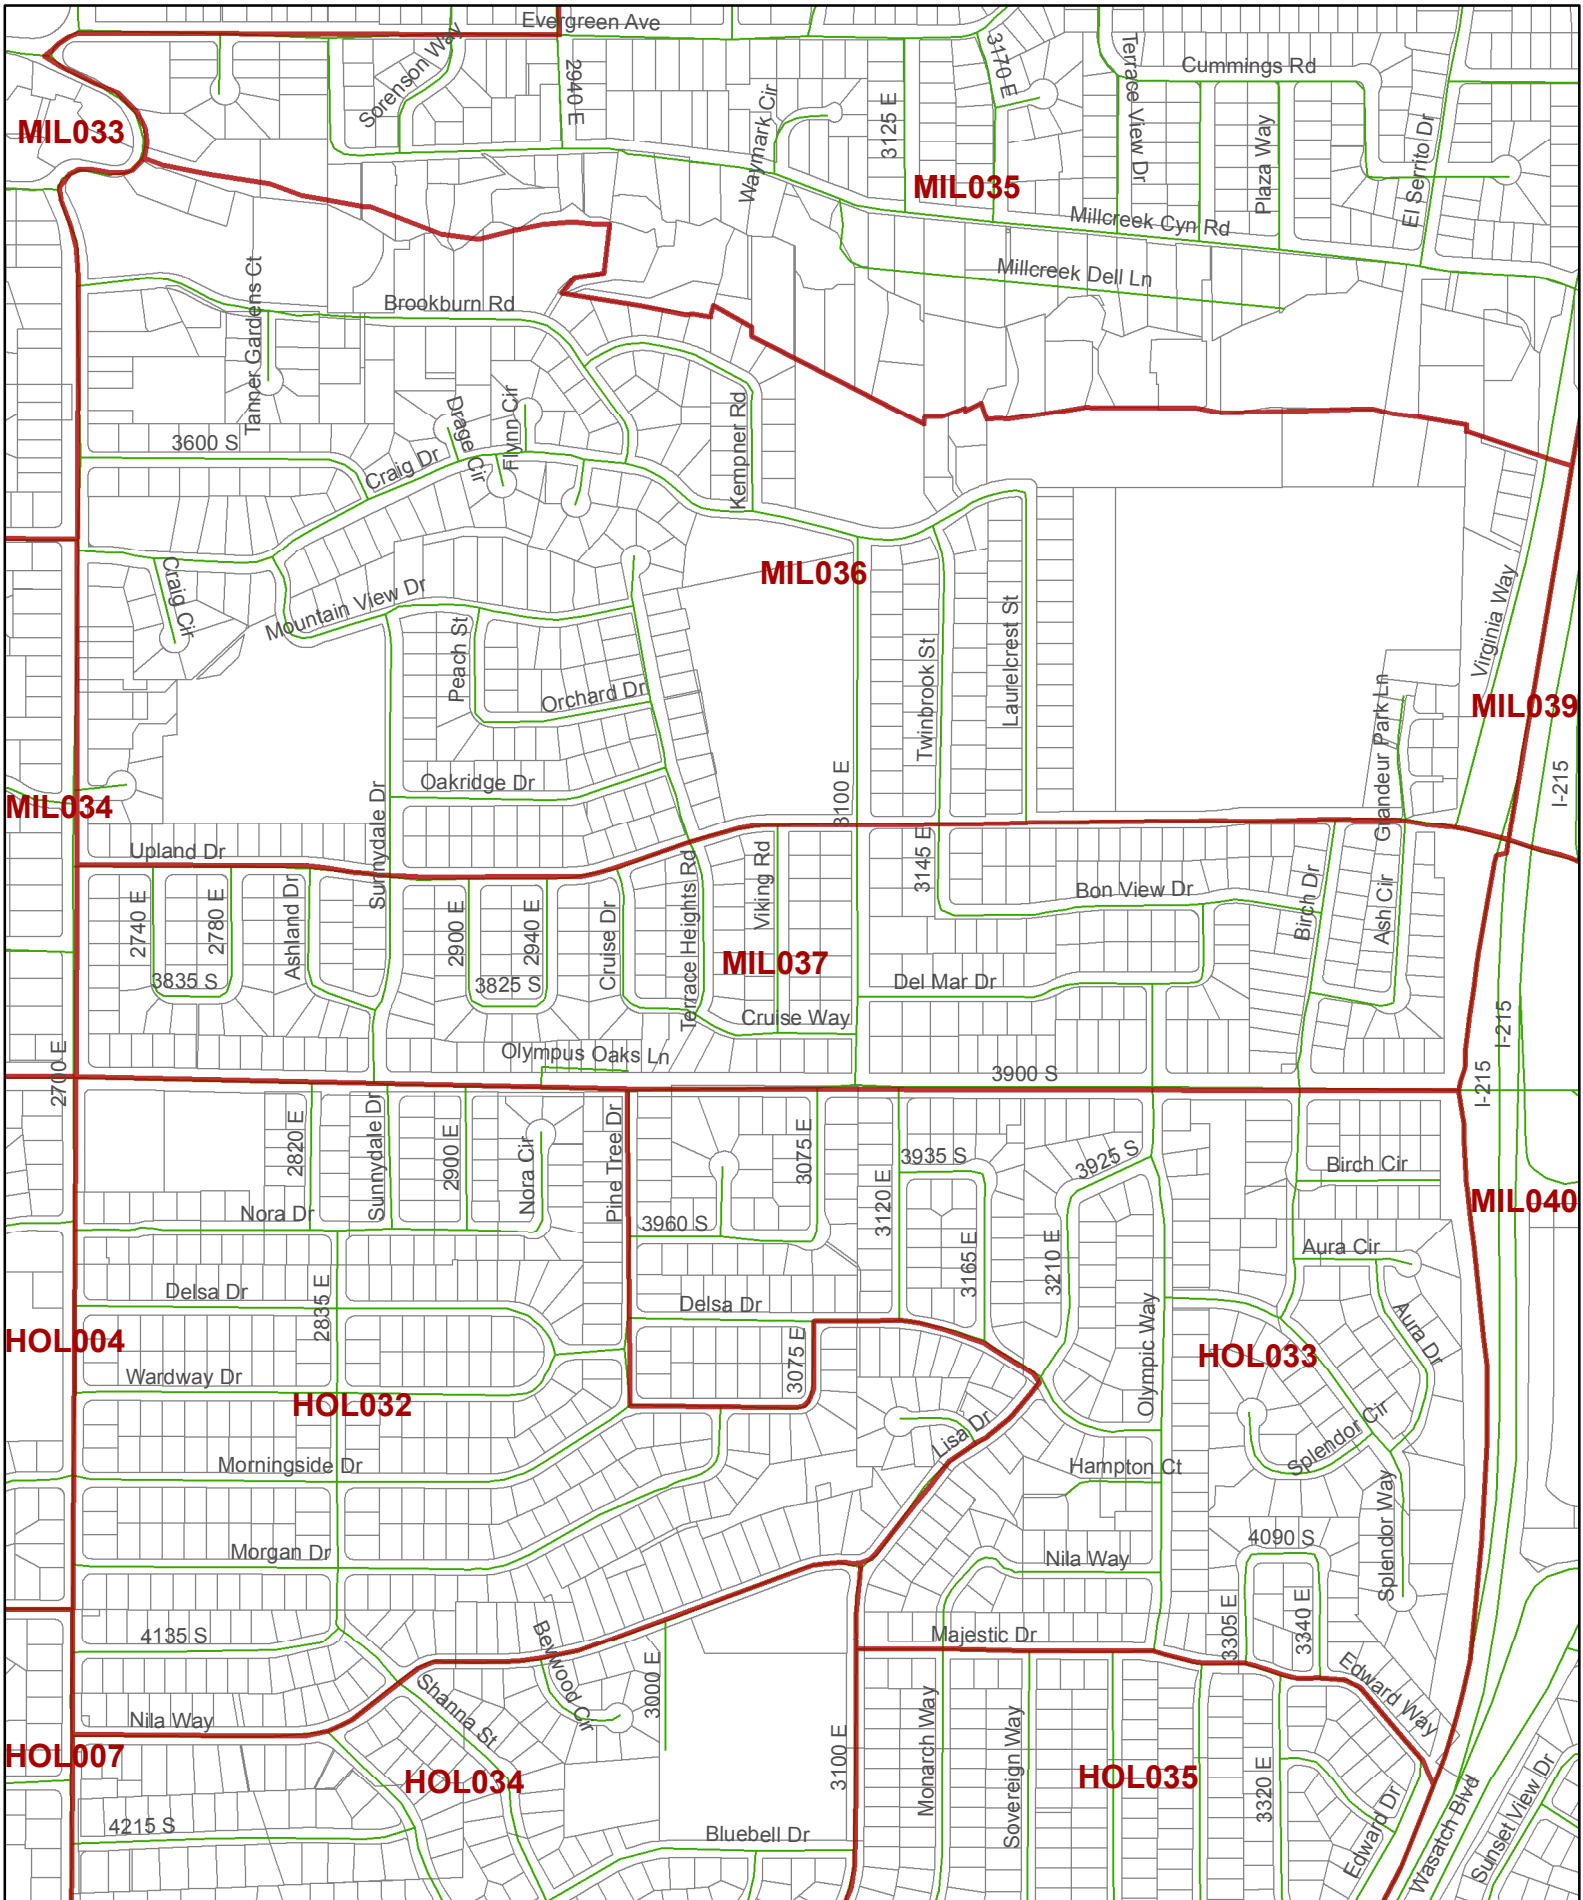 Evergreen Ave
Sorenson Way
2940 E
3170 E
Terrace View Dr
Cummings Rd
MIL033
Waymark Cir
3125 E
Plaza Way
El Serrito Dr
MIL035
Millcreek Cyn Rd
Millcreek Dell Ln
Tanner Gardens Ct
Brookburn Rd
3600 S
Craig Dr
Drage Cir
Flynn Cir
Kempner Rd
MIL036
Craig Cir
Mountain View Dr
Peach St
Orchard Dr
Twinbrook St
Laurelcrest St
Virginia Way
Grandeur Park Ln
MIL039
I-215
Oakridge Dr
MIL034
Sunnydale Dr
3100 E
Upland Dr
2740 E
2780 E
Ashland Dr
2900 E
2940 E
Cruise Dr
Terrace Heights Rd
Viking Rd
3145 E
Bon View Dr
Birch Dr
Ash Cir
MIL037
3835 S
3825 S
Del Mar Dr
Cruise Way
Olympus Oaks Ln
I-215
2700 E
3900 S
I-215
2820 E
Sunnydale Dr
2900 E
Nora Cir
Pine Tree Dr
3075 E
3120 E
3935 S
3925 S
Birch Cir
MIL040
Nora Dr
3960 S
3165 E
3210 E
Aura Cir
Delsa Dr
2835 E
Delsa Dr
Olympic Way
Aura Dr
HOL004
3075 E
HOL033
Wardway Dr
HOL032
Lisa Dr
Splendor Cir
Morningside Dr
Hampton Ct
Splendor Way
Morgan Dr
Nila Way
4090 S
3305 E
3340 E
4135 S
Majestic Dr
Berwood Cir
3000 E
Shanna St
Edward Way
Nila Way
HOL007
HOL034
3100 E
Monarch Way
Sovereign Way
HOL035
3320 E
Edward Dr
Wasatch Blvd
Sunset View Dr
4215 S
Bluebell Dr